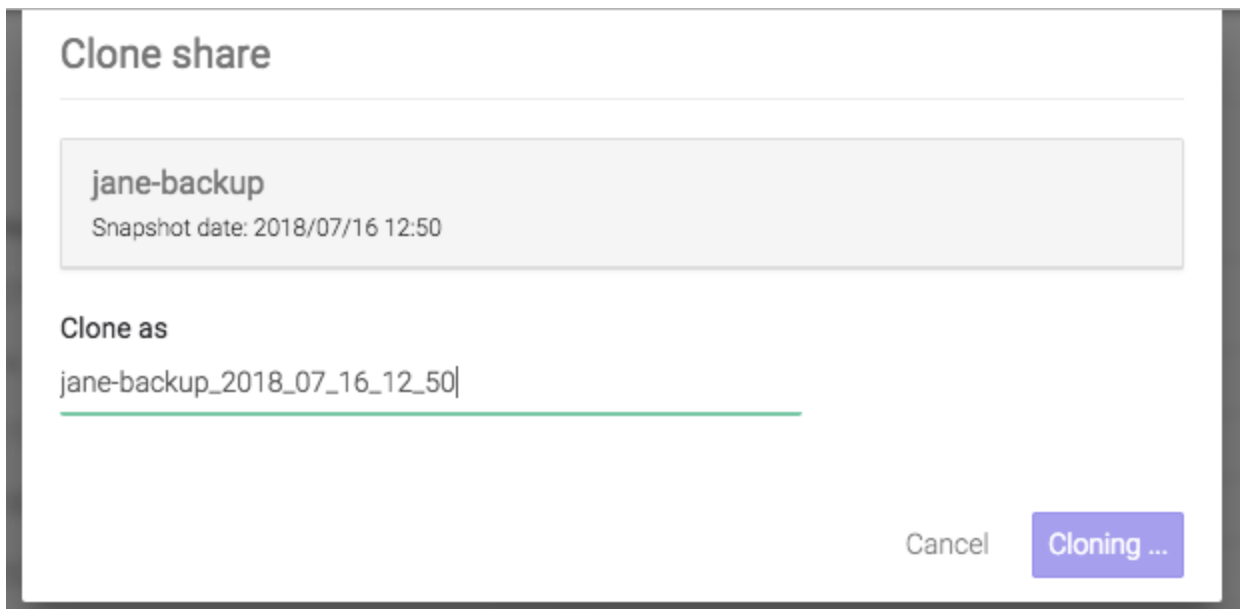 Clone share
jane-backup
Snapshot date: 2018/07/16 12:50
Clone as
jane-backup_2018_07_16_12_50
Cancel
Cloning ...